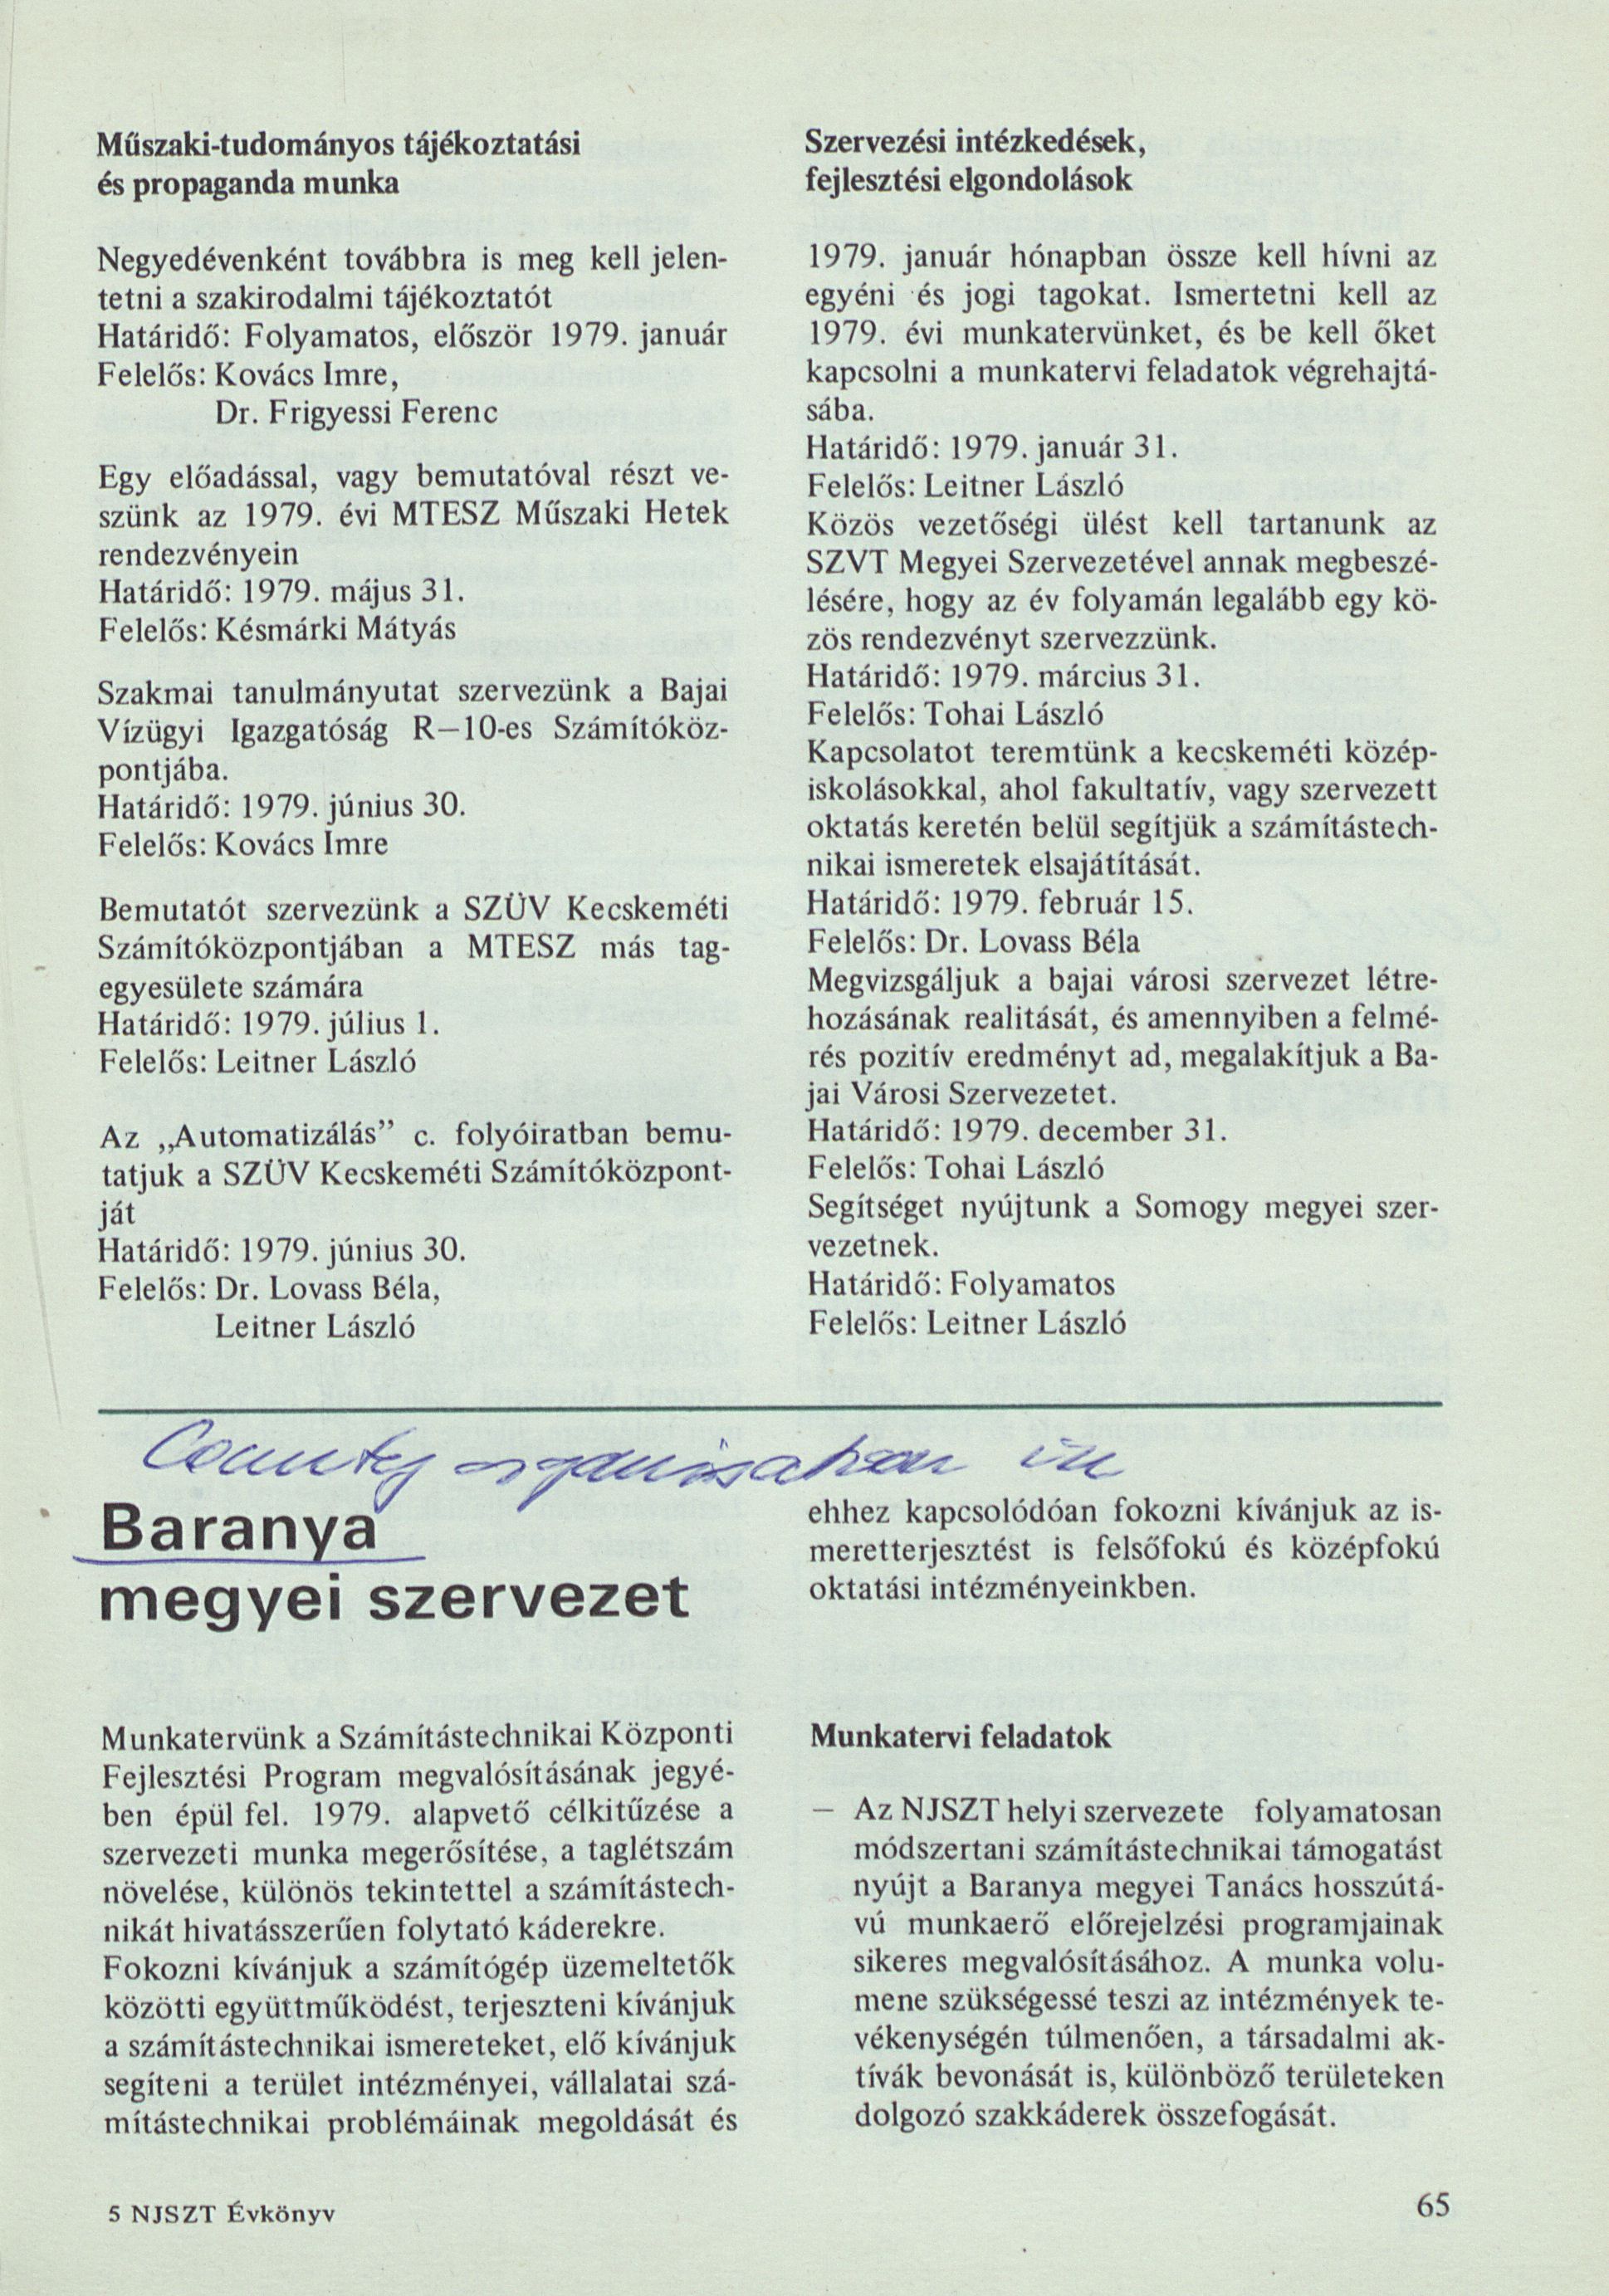 Műszaki-tudományos tájékoztatási
és propaganda munka
Negyedévenként továbbra is meg kell jelen-
tetni a szakirodalmi tájékoztatót
Határidő: Folyamatos, először 1979. január
Felelős: Kovács Imre,
Dr. Frigyessi Ferenc
Egy előadással, vagy bemutatóval részt ve-
szünk az 1979. évi MTESZ Műszaki Hetek
rendezvényein
Határidő: 1979. május 31.
Felelős: Késmárki Mátyás
Szakmai tanulmányutat szervezünk a Bajai
Vízügyi Igazgatóság R–10-es Számítóköz-
pontjába.
Határidő: 1979. június 30.
Felelős: Kovács Imre
Bemutatót szervezünk a SZÜV Kecskeméti
Számítóközpontjában a MTESZ más tag-
egyesülete számára
Határidő: 1979. július 1.
Felelős: Leitner László
Az „Automatizálás” c. folyóiratban bemu-
tatjuk a SZÜV Kecskeméti Számítóközpont-
ját
Határidő: 1979. június 30.
Felelős: Dr. Lovass Béla,
Leitner László
Szervezési intézkedések,
fejlesztési elgondolások
1979. január hónapban össze kell hívni az
egyéni és jogi tagokat. Ismertetni kell az
1979. évi munkatervünket, és be kell őket
kapcsolni a munkatervi feladatok végrehajtá-
sába.
Határidő: 1979. január 31.
Felelős: Leitner László
Közös vezetőségi ülést kell tartanunk az
SZVT Megyei Szervezetével annak megbeszé-
lésére, hogy az év folyamán legalább egy kö-
zös rendezvényt szervezzünk.
Határidő: 1979. március 31.
Felelős: Tohai László
Kapcsolatot teremtünk a kecskeméti közép-
iskolásokkal, ahol fakultatív, vagy szervezett
oktatás keretén belül segítjük a számítástech-
nikai ismeretek elsajátítását.
Határidő: 1979. február 15.
Felelős: Dr. Lovass Béla
Megvizsgáljuk a bajai városi szervezet létre-
hozásának realitását, és amennyiben a felmé-
rés pozitív eredményt ad, megalakítjuk a Ba-
jai Városi Szervezetet.
Határidő: 1979. december 31.
Felelős: Tohai László
Segítséget nyújtunk a Somogy megyei szer-
vezetnek.
Határidő: Folyamatos
Felelős: Leitner László
County organisation in
Baranya
megyei szervezet
Munkatervünk a Számítástechnikai Központi
Fejlesztési Program megvalósításának jegyé-
ben épül fel. 1979. alapvető célkitűzése a
szervezeti munka megerősítése, a taglétszám
növelése, különös tekintettel a számítástech-
nikát hivatásszerűen folytató káderekre.
Fokozni kívánjuk a számítógép üzemeltetők
közötti együttműködést, terjeszteni kívánjuk
a számítástechnikai ismereteket, elő kívánjuk
segíteni a terület intézményei, vállalatai szá-
mítástechnikai problémáinak megoldását és
ehhez kapcsolódóan fokozni kívánjuk az is-
meretterjesztést is felsőfokú és középfokú
oktatási intézményeinkben.
Munkatervi feladatok
– Az NJSZT helyi szervezete folyamatosan
módszertani számítástechnikai támogatást
nyújt a Baranya megyei Tanács hosszútá-
vú munkaerő előrejelzési programjainak
sikeres megvalósításához. A munka volu-
mene szükségessé teszi az intézmények te-
vékenységén túlmenően, a társadalmi ak-
tívák bevonását is, különböző területeken
dolgozó szakkáderek összefogását.
5 NJSZT Évkönyv
65